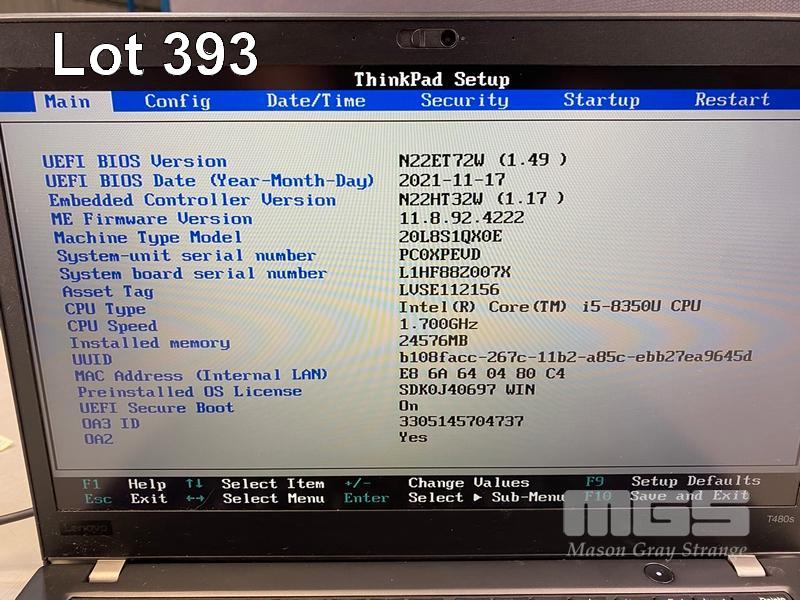 Lot 393
ThinkPad Setup
Main Config Date/Time Security Startup Restart
UEFI BIOS Version N22ET72W (1.49 )
UEFI BIOS Date (Year-Month-Day) 2021-11-17
Embedded Controller Version N22HT32W (1.17 )
ME Firmware Version 11.8.92.4222
Machine Type Model 20L8S1QX0E
System-unit serial number PC0XPEVD
System board serial number L1HF88Z007X
Asset Tag LVSE112156
CPU Type Intel(R) Core(TM) i5-8350U CPU
CPU Speed 1.700GHz
Installed memory 24576MB
UUID b108facc-267c-11b2-a85c-ebb27ea9645d
MAC Address (Internal LAN) E8 6A 64 04 80 C4
Preinstalled OS License SDK0J40697 WIN
UEFI Secure Boot On
OA3 ID 3305145704737
OA2 Yes
F1 Help ↑↓ Select Item +/- Change Values F9 Setup Defaults
Esc Exit ←→ Select Menu Enter Select ▶ Sub-Menu F10 Save and Exit
Lenovo
T480s
MGS
Mason Gray Strange